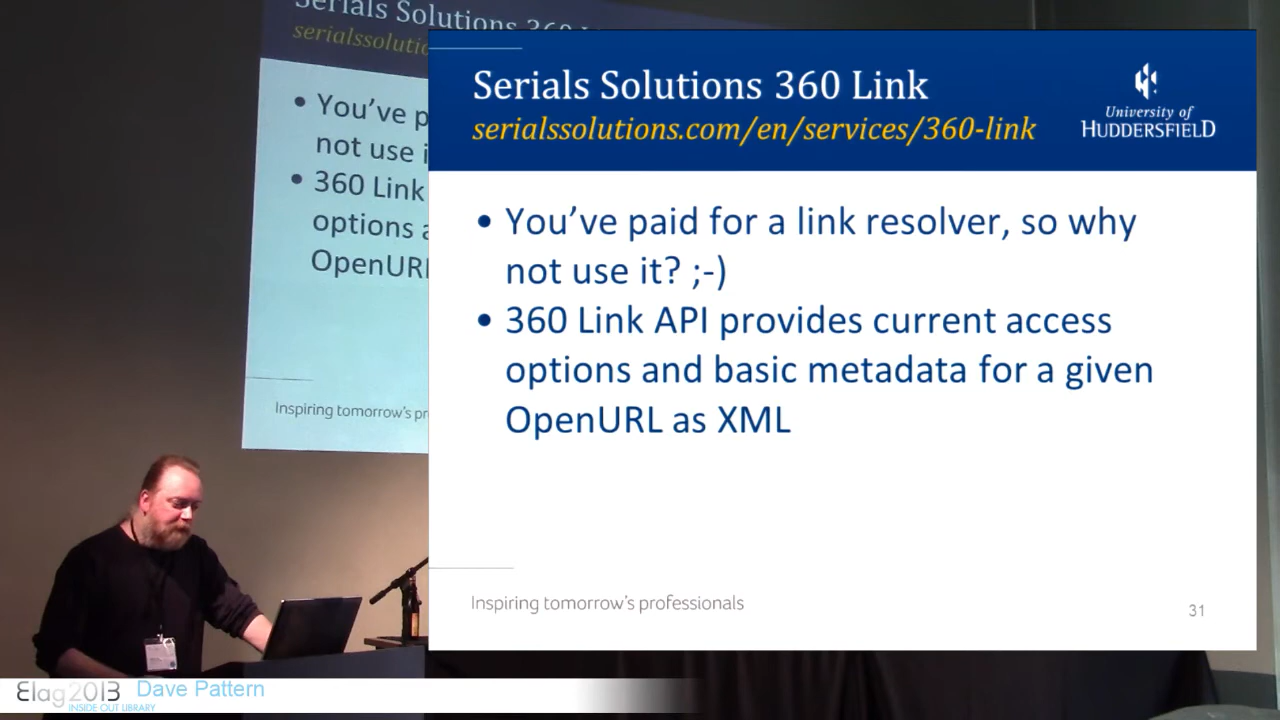 Serials Solutions 360 Link
serialssolutio
• You've p
not use i
• 360 Link
options a
OpenURL
Inspiring tomorrow's pr
Serials Solutions 360 Link
serialssolutions.com/en/services/360-link
University of
HUDDERSFIELD
• You've paid for a link resolver, so why
not use it? ;-)
• 360 Link API provides current access
options and basic metadata for a given
OpenURL as XML
Inspiring tomorrow's professionals
31
Elag2013 Dave Pattern
INSIDE OUT LIBRARY